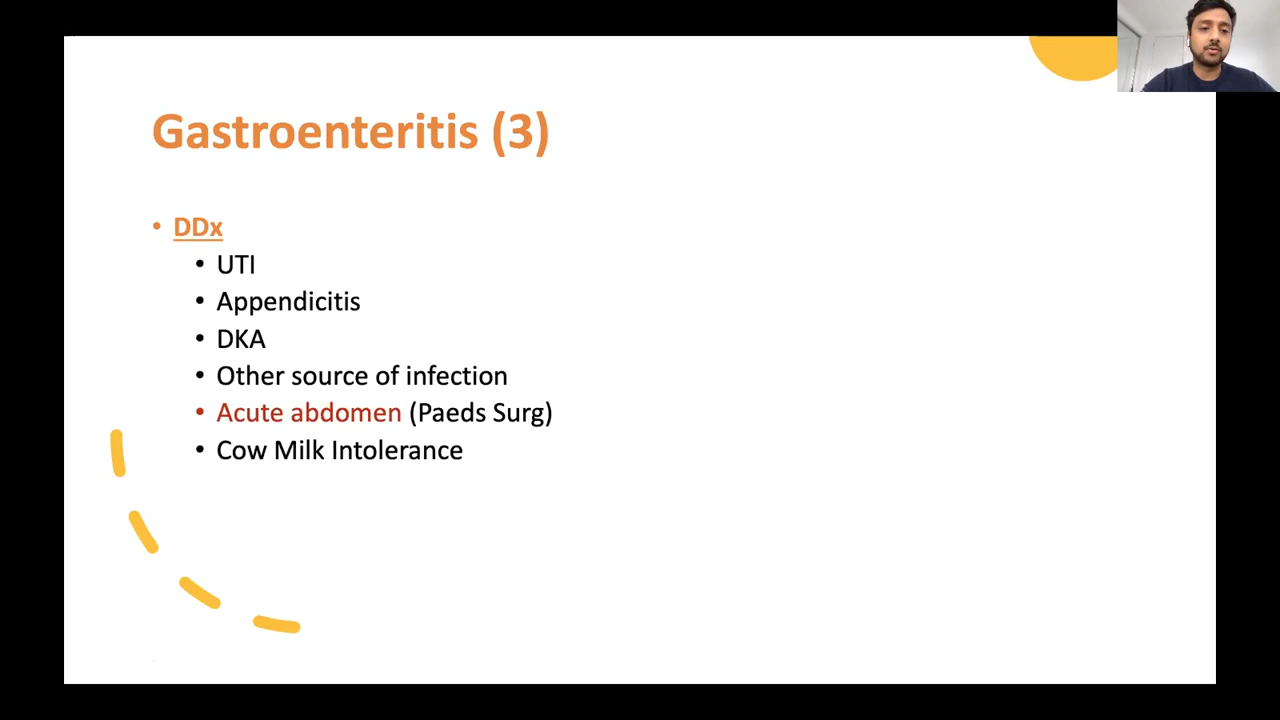 Gastroenteritis (3)
• DDx
• UTI
• Appendicitis
• DKA
• Other source of infection
• Acute abdomen (Paeds Surg)
• Cow Milk Intolerance